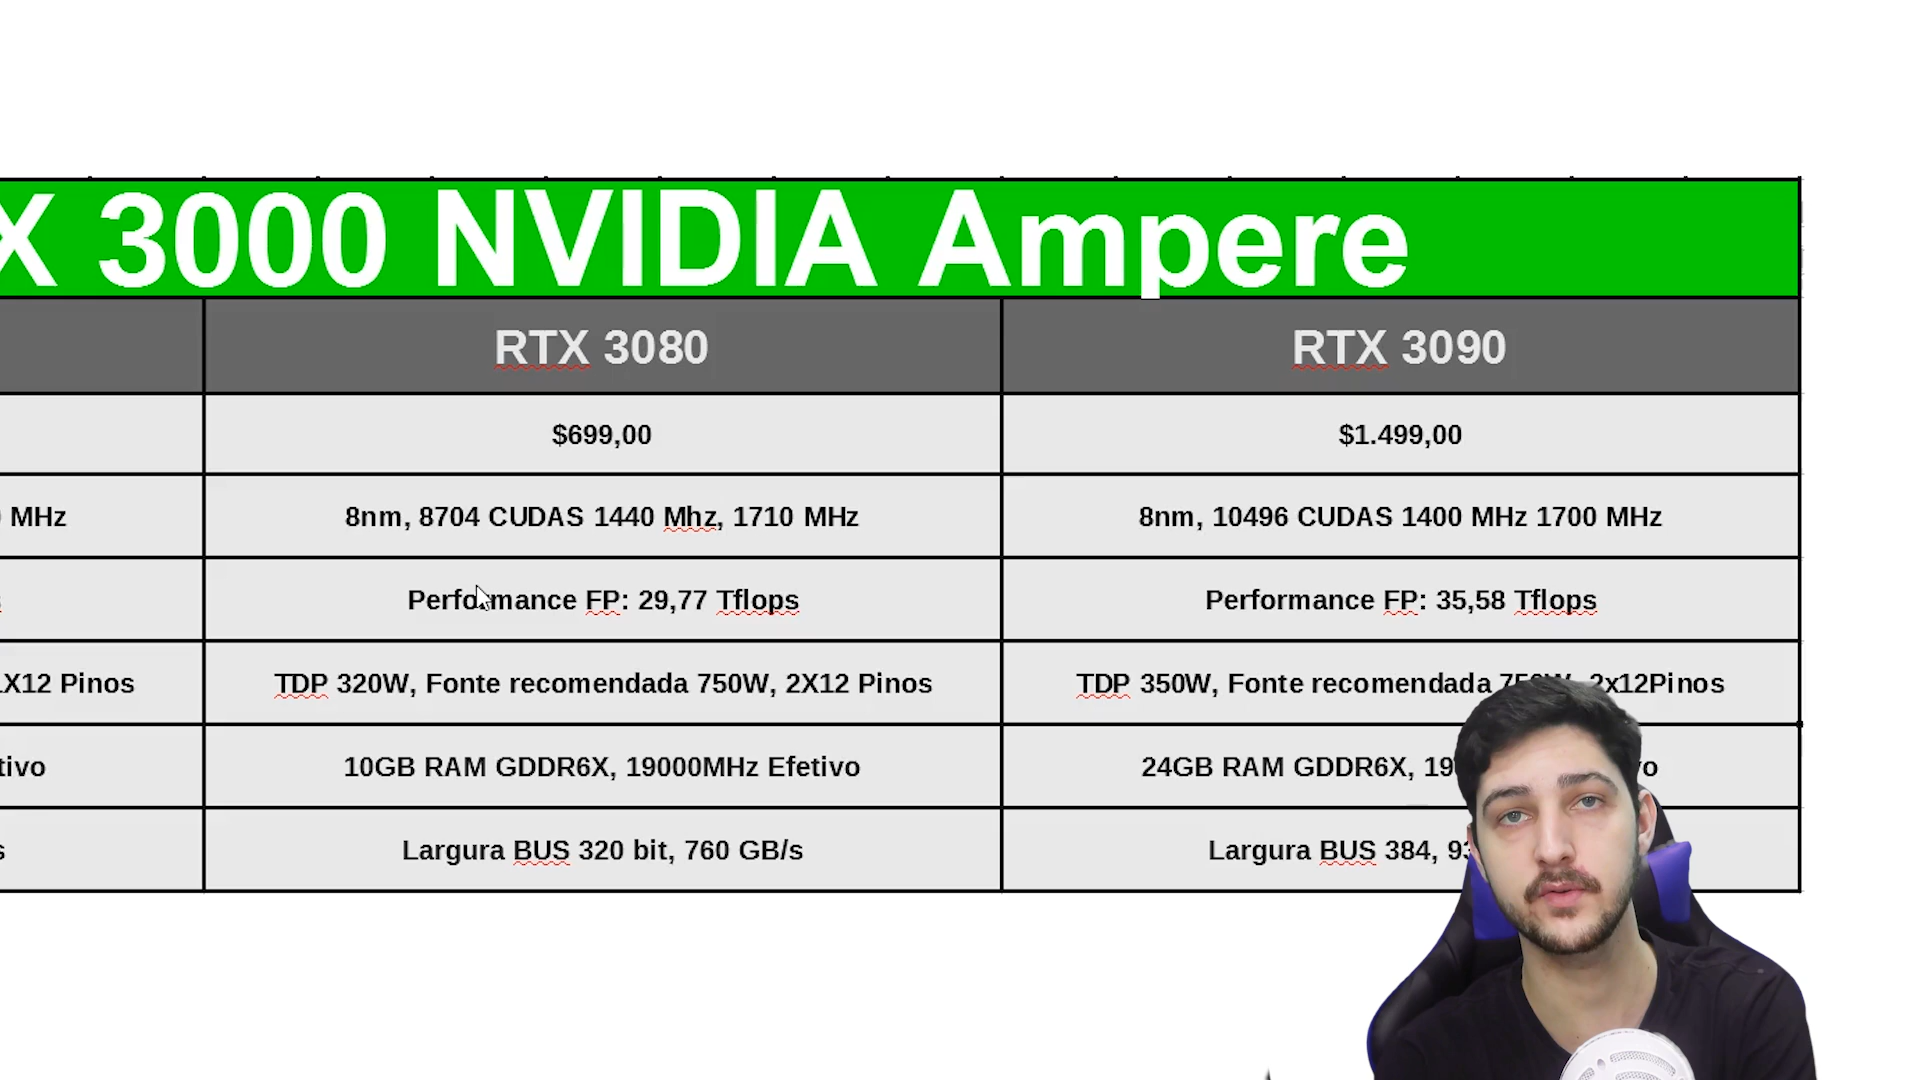 X 3000 NVIDIA Ampere
RTX 3080 RTX 3090
$699,00 $1.499,00
MHz 8nm, 8704 CUDAS 1440 Mhz, 1710 MHz 8nm, 10496 CUDAS 1400 MHz 1700 MHz
Performance FP: 29,77 Tflops Performance FP: 35,58 Tflops
X12 Pinos TDP 320W, Fonte recomendada 750W, 2X12 Pinos TDP 350W, Fonte recomendada 2x12Pinos
tivo 10GB RAM GDDR6X, 19000MHz Efetivo 24GB RAM GDDR6X,
s Largura BUS 320 bit, 760 GB/s Largura BUS 384,